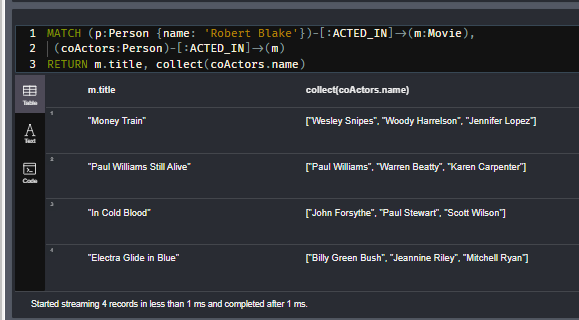 1 MATCH (p:Person {name: 'Robert Blake'})-[:ACTED_IN]→(m:Movie),
2 (coActors:Person)-[:ACTED_IN]→(m)
3 RETURN m.title, collect(coActors.name)
Table
Text
Code
m.title collect(coActors.name)
1 "Money Train" ["Wesley Snipes", "Woody Harrelson", "Jennifer Lopez"]
2 "Paul Williams Still Alive" ["Paul Williams", "Warren Beatty", "Karen Carpenter"]
3 "In Cold Blood" ["John Forsythe", "Paul Stewart", "Scott Wilson"]
4 "Electra Glide in Blue" ["Billy Green Bush", "Jeannine Riley", "Mitchell Ryan"]
Started streaming 4 records in less than 1 ms and completed after 1 ms.